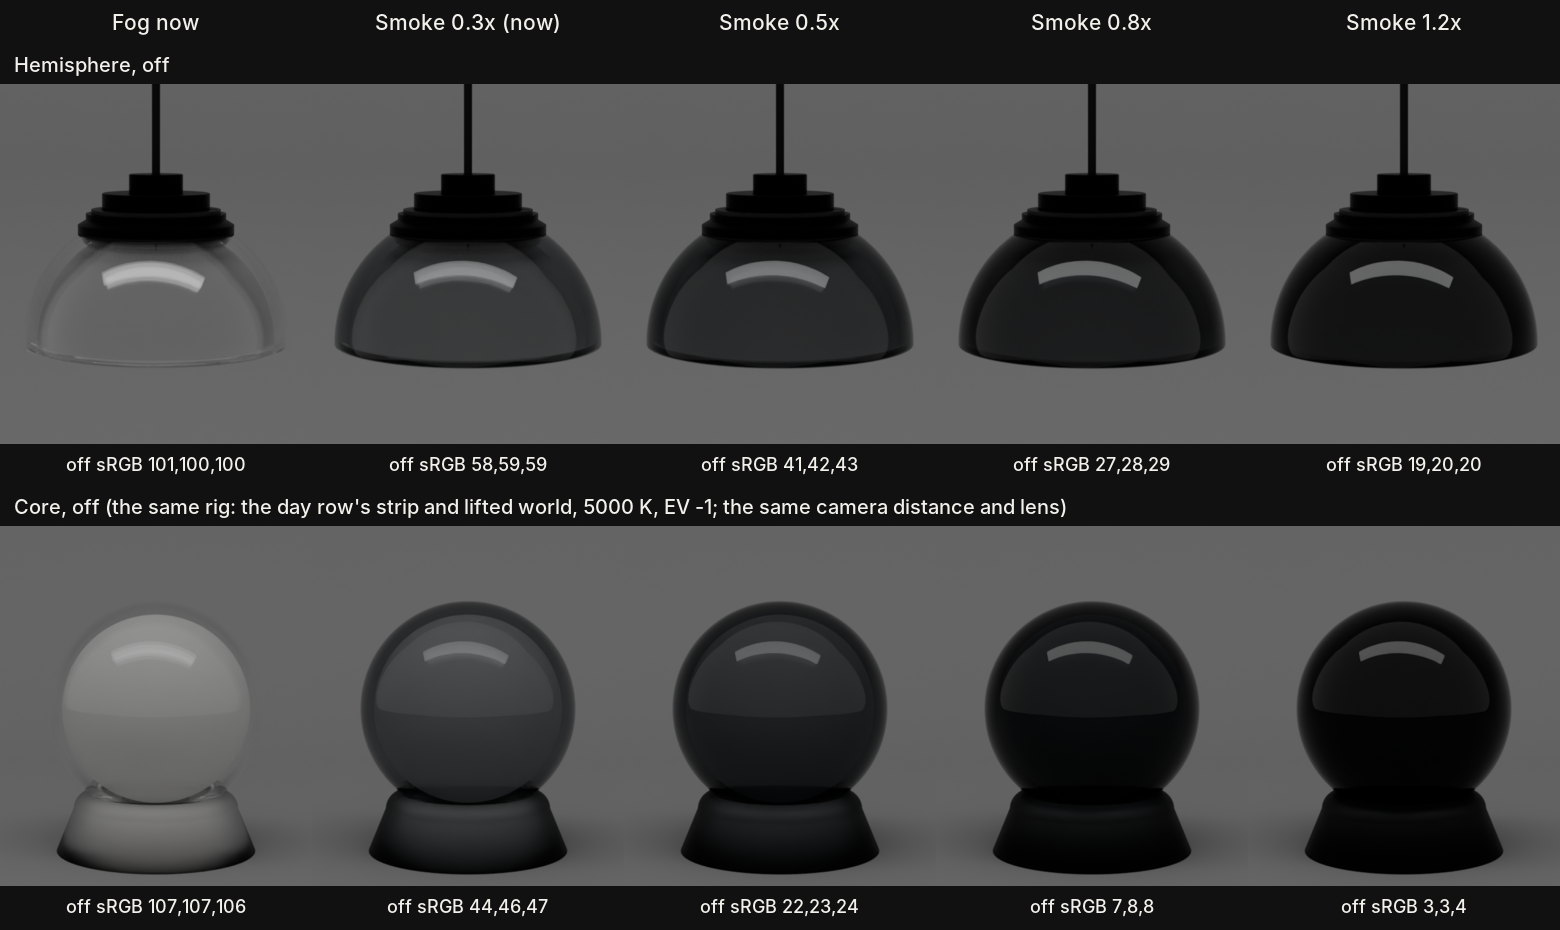 Fog now
Smoke 0.3x (now)
Smoke 0.5x
Smoke 0.8x
Smoke 1.2x
Hemisphere, off
off sRGB 101,100,100
off sRGB 58,59,59
off sRGB 41,42,43
off sRGB 27,28,29
off sRGB 19,20,20
Core, off (the same rig: the day row's strip and lifted world, 5000 K, EV -1; the same camera distance and lens)
off sRGB 107,107,106
off sRGB 44,46,47
off sRGB 22,23,24
off sRGB 7,8,8
off sRGB 3,3,4